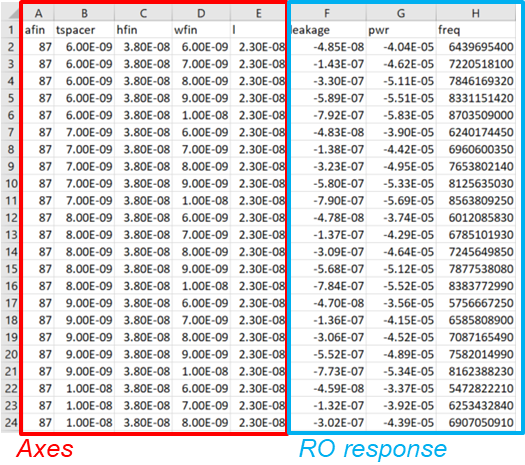 A B C D E F G H
1 afin tspacer hfin wfin l leakage pwr freq
2 87 6.00E-09 3.80E-08 6.00E-09 2.30E-08 -4.85E-08 -4.04E-05 6439695400
3 87 6.00E-09 3.80E-08 7.00E-09 2.30E-08 -1.43E-07 -4.62E-05 7220518100
4 87 6.00E-09 3.80E-08 8.00E-09 2.30E-08 -3.30E-07 -5.11E-05 7846169320
5 87 6.00E-09 3.80E-08 9.00E-09 2.30E-08 -5.89E-07 -5.51E-05 8331151420
6 87 6.00E-09 3.80E-08 1.00E-08 2.30E-08 -7.92E-07 -5.83E-05 8703509000
7 87 7.00E-09 3.80E-08 6.00E-09 2.30E-08 -4.83E-08 -3.90E-05 6240174450
8 87 7.00E-09 3.80E-08 7.00E-09 2.30E-08 -1.38E-07 -4.42E-05 6960600350
9 87 7.00E-09 3.80E-08 8.00E-09 2.30E-08 -3.23E-07 -4.95E-05 7653802140
10 87 7.00E-09 3.80E-08 9.00E-09 2.30E-08 -5.80E-07 -5.33E-05 8125635030
11 87 7.00E-09 3.80E-08 1.00E-08 2.30E-08 -7.90E-07 -5.69E-05 8563809250
12 87 8.00E-09 3.80E-08 6.00E-09 2.30E-08 -4.78E-08 -3.74E-05 6012085830
13 87 8.00E-09 3.80E-08 7.00E-09 2.30E-08 -1.37E-07 -4.29E-05 6785101930
14 87 8.00E-09 3.80E-08 8.00E-09 2.30E-08 -3.09E-07 -4.64E-05 7245649850
15 87 8.00E-09 3.80E-08 9.00E-09 2.30E-08 -5.68E-07 -5.12E-05 7877538080
16 87 8.00E-09 3.80E-08 1.00E-08 2.30E-08 -7.84E-07 -5.52E-05 8383772990
17 87 9.00E-09 3.80E-08 6.00E-09 2.30E-08 -4.70E-08 -3.56E-05 5756667250
18 87 9.00E-09 3.80E-08 7.00E-09 2.30E-08 -1.36E-07 -4.15E-05 6585808900
19 87 9.00E-09 3.80E-08 8.00E-09 2.30E-08 -3.06E-07 -4.52E-05 7087165490
20 87 9.00E-09 3.80E-08 9.00E-09 2.30E-08 -5.52E-07 -4.89E-05 7582014990
21 87 9.00E-09 3.80E-08 1.00E-08 2.30E-08 -7.73E-07 -5.34E-05 8162388230
22 87 1.00E-08 3.80E-08 6.00E-09 2.30E-08 -4.59E-08 -3.37E-05 5472822210
23 87 1.00E-08 3.80E-08 7.00E-09 2.30E-08 -1.32E-07 -3.92E-05 6253432840
24 87 1.00E-08 3.80E-08 8.00E-09 2.30E-08 -3.02E-07 -4.39E-05 6907050910
Axes RO response